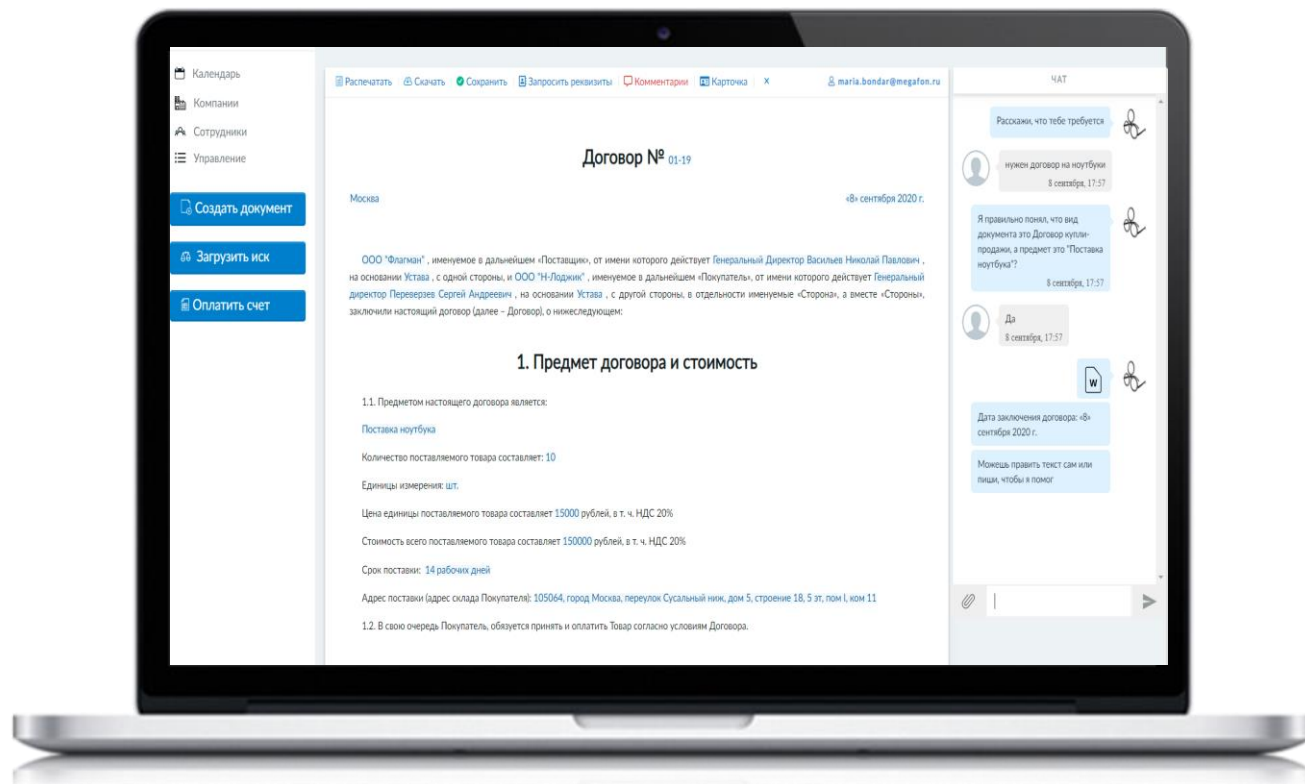 Календарь
Компании
Сотрудники
Управление
Создать документ
Загрузить иск
Оплатить счет
Распечатать Скачать Сохранить Запросить реквизиты Комментарии Карточка × maria.bondar@megafon.ru
Договор № 01-19
Москва «8» сентября 2020 г.
ООО "Флагман" , именуемое в дальнейшем «Поставщик», от имени которого действует Генеральный Директор Васильев Николай Павлович ,
на основании Устава , с одной стороны, и ООО "Н-Лоджик" , именуемое в дальнейшем «Покупатель», от имени которого действует Генеральный
директор Переверзев Сергей Андреевич , на основании Устава , с другой стороны, в отдельности именуемые «Сторона», а вместе «Стороны»,
заключили настоящий договор (далее – Договор), о нижеследующем:
1. Предмет договора и стоимость
1.1. Предметом настоящего договора является:
Поставка ноутбука
Количество поставляемого товара составляет: 10
Единицы измерения: шт.
Цена единицы поставляемого товара составляет 15000 рублей, в т. ч. НДС 20%
Стоимость всего поставляемого товара составляет 150000 рублей, в т. ч. НДС 20%
Срок поставки: 14 рабочих дней
Адрес поставки (адрес склада Покупателя): 105064, город Москва, переулок Сусальный ниж, дом 5, строение 18, 5 эт, пом I, ком 11
1.2. В свою очередь Покупатель, обязуется принять и оплатить Товар согласно условиям Договора.
ЧАТ
Расскажи, что тебе требуется
нужен договор на ноутбуки
8 сентября, 17:57
Я правильно понял, что вид
документа это Договор купли-
продажи, а предмет это "Поставка
ноутбука"?
8 сентября, 17:57
Да
8 сентября, 17:57
W
Дата заключения договора: «8»
сентября 2020 г.
Можешь править текст сам или
пиши, чтобы я помог